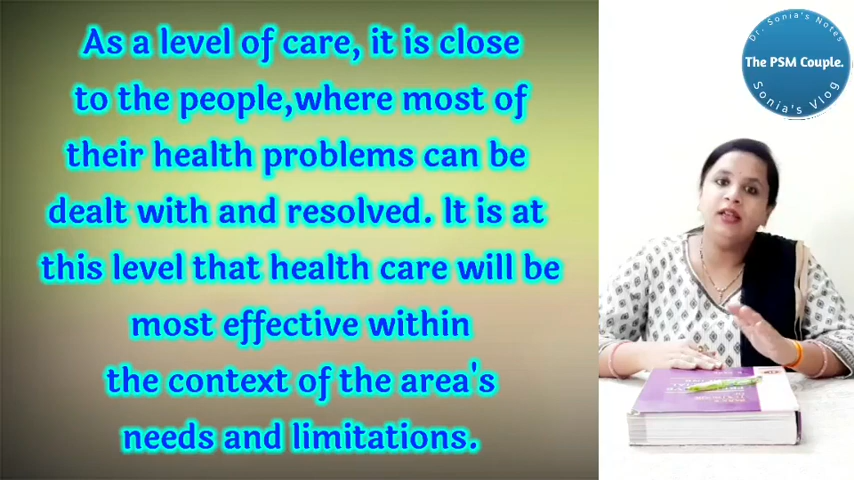 As a level of care, it is close
to the people,where most of
their health problems can be
dealt with and resolved. It is at
this level that health care will be
most effective within
the context of the area's
needs and limitations.
Dr. Sonia's Notes
The PSM Couple.
Sonia's Vlog